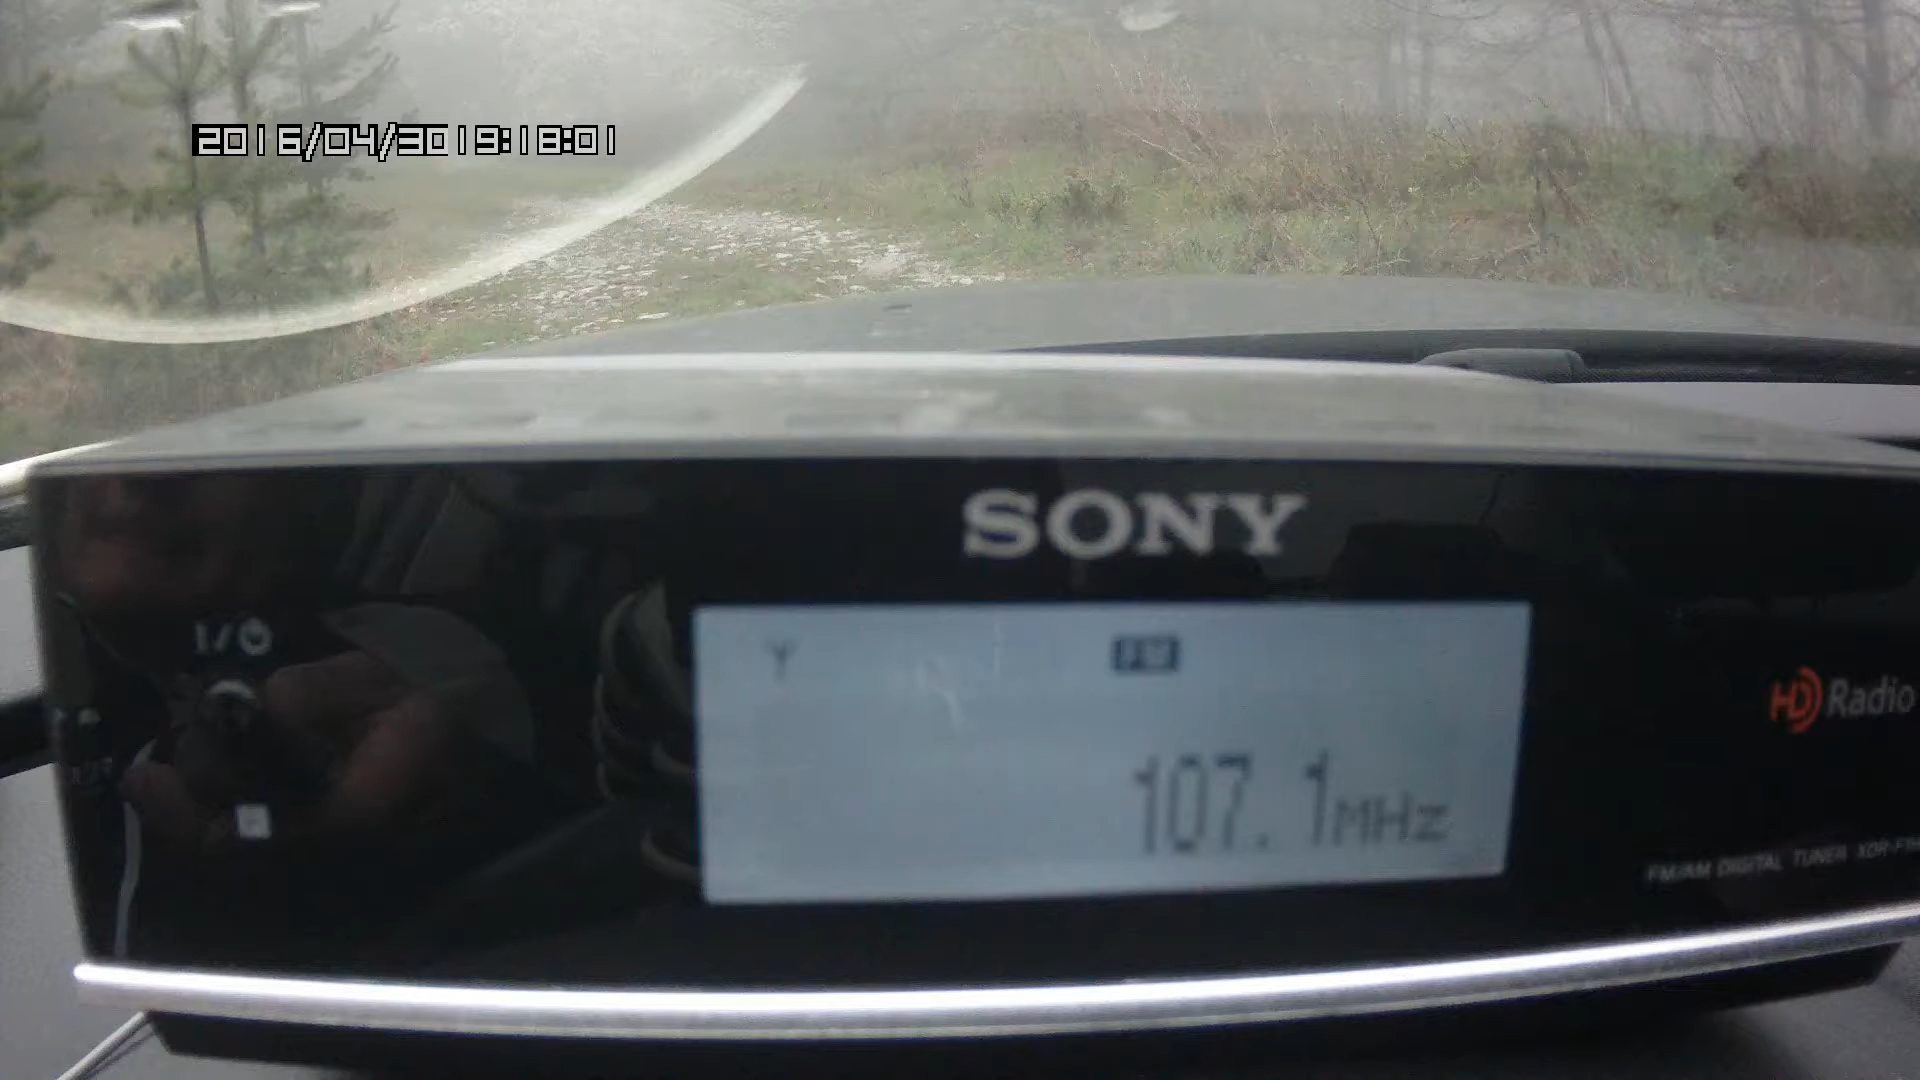 2016/04/30 19:18:01
SONY
I/
FM
107.1MHz
HD Radio
FM/AM DIGITAL TUNER